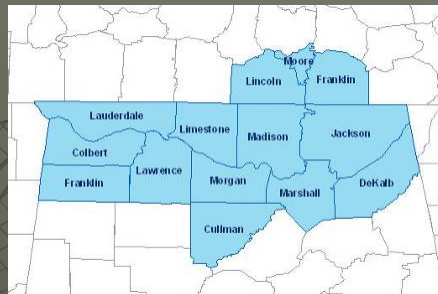 Moore
Lincoln
Franklin
Lauderdale
Limestone
Madison
Jackson
Colbert
Lawrence
Franklin
Morgan
Marshall
DeKalb
Cullman